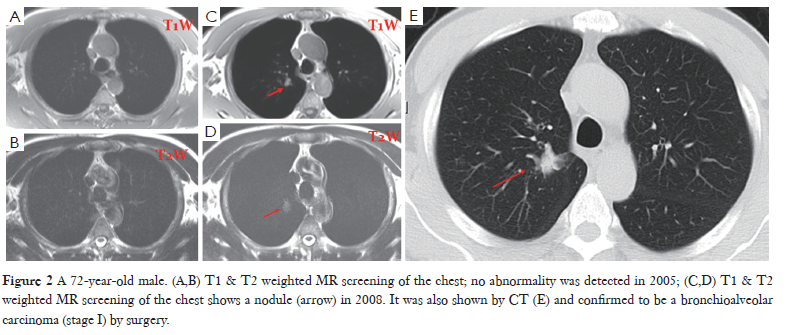 A
T1W
C
T1W
E
B
T2W
D
T2W
Figure 2 A 72-year-old male. (A,B) T1 & T2 weighted MR screening of the chest; no abnormality was detected in 2005; (C,D) T1 & T2
weighted MR screening of the chest shows a nodule (arrow) in 2008. It was also shown by CT (E) and confirmed to be a bronchioalveolar
carcinoma (stage I) by surgery.